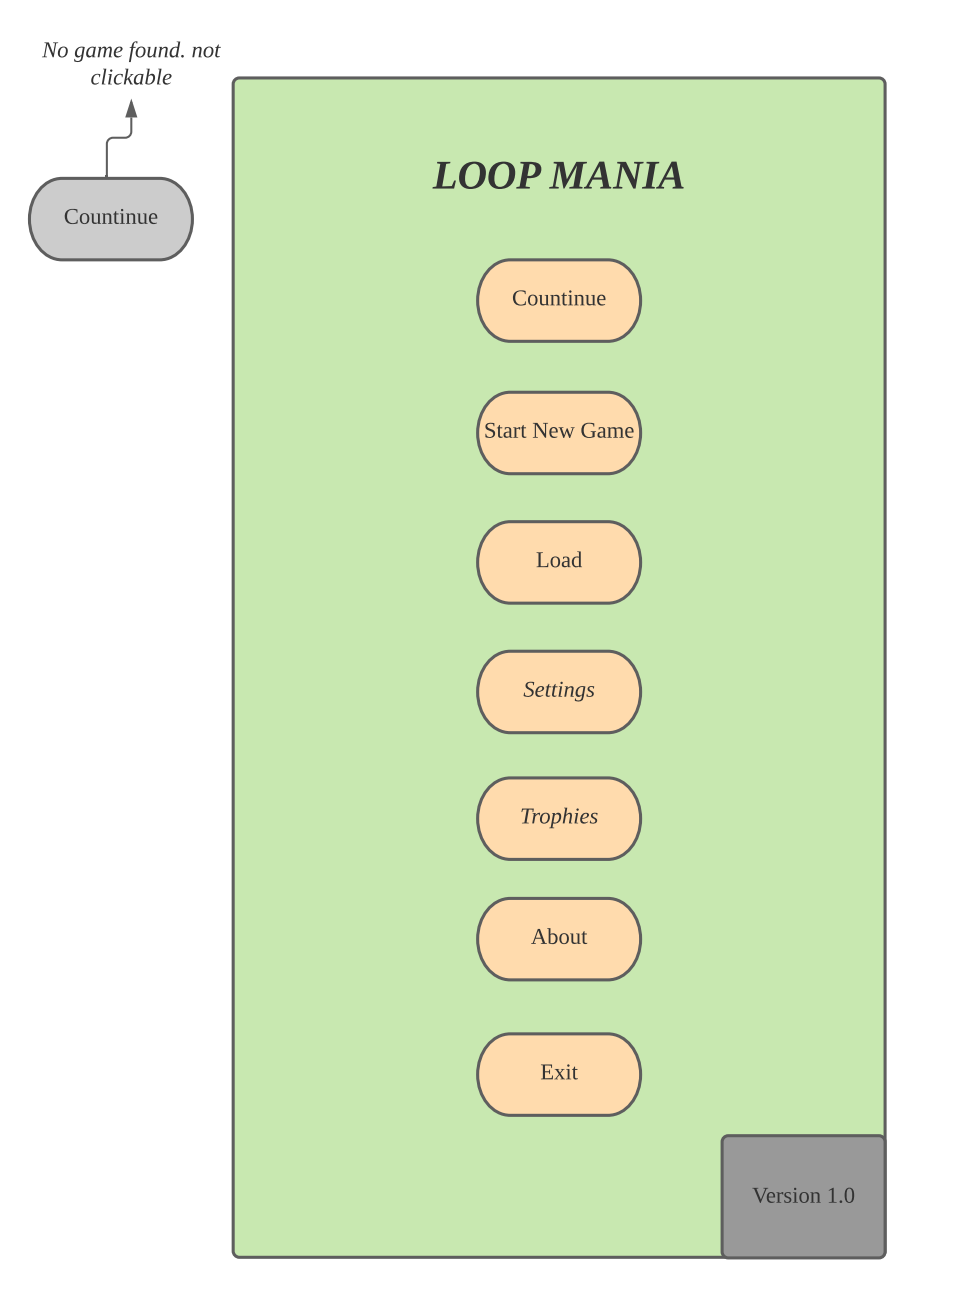 No game found. not
clickable
Countinue
LOOP MANIA
Countinue
Start New Game
Load
Settings
Trophies
About
Exit
Version 1.0